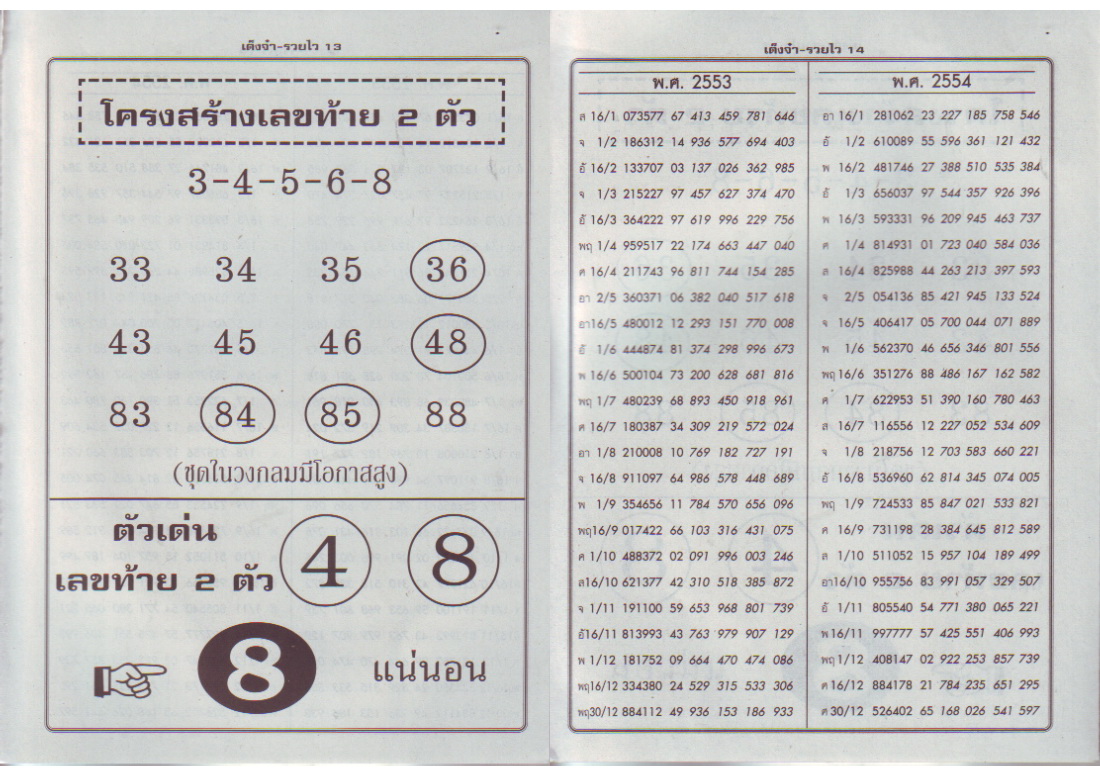 เด็งจ๋า-รวยไว 13
โครงสร้างเลขท้าย 2 ตัว
3-4-5-6-8
33 34 35 36
43 45 46 48
83 84 85 88
(ชุดในวงกลมมีโอกาสสูง)
ตัวเด่น
เลขท้าย 2 ตัว 4 8
8 แน่นอน
เด็งจ๋า-รวยไว 14
พ.ศ. 2553
ส 16/1 073577 67 413 459 781 646
จ 1/2 186312 14 936 577 694 403
อั 16/2 133707 03 137 026 362 985
จ 1/3 215227 97 457 627 374 470
อั 16/3 364222 97 619 996 229 756
พฤ 1/4 959517 22 174 663 447 040
ศ 16/4 211743 96 811 744 154 285
อา 2/5 360371 06 382 040 517 618
อา16/5 480012 12 293 151 770 008
อั 1/6 444874 81 374 298 996 673
พ 16/6 500104 73 200 628 681 816
พฤ 1/7 480239 68 893 450 918 961
ศ 16/7 180387 34 309 219 572 024
อา 1/8 210008 10 769 182 727 191
จ 16/8 911097 64 986 578 448 689
พ 1/9 354656 11 784 570 656 096
พฤ16/9 017422 66 103 316 431 075
ศ 1/10 488372 02 091 996 003 246
ส16/10 621377 42 310 518 385 872
จ 1/11 191100 59 653 968 801 739
อั16/11 813993 43 763 979 907 129
พ 1/12 181752 09 664 470 474 086
พฤ16/12 334380 24 529 315 533 306
พฤ30/12 884112 49 936 153 186 933
พ.ศ. 2554
อา 16/1 281062 23 227 185 758 546
อั 1/2 610089 55 596 361 121 432
พ 16/2 481746 27 388 510 535 384
อั 1/3 656037 97 544 357 926 396
พ 16/3 593331 96 209 945 463 737
ศ 1/4 814931 01 723 040 584 036
ส 16/4 825988 44 263 213 397 593
จ 2/5 054136 85 421 945 133 524
จ 16/5 406417 05 700 044 071 889
พ 1/6 562370 46 656 346 801 556
พฤ 16/6 351276 88 486 167 162 582
ศ 1/7 622953 51 390 160 780 463
ส 16/7 116556 12 227 052 534 609
จ 1/8 218756 12 703 583 660 221
อั 16/8 536960 62 814 345 074 005
พฤ 1/9 724533 85 847 021 533 821
ศ 16/9 731198 28 384 645 812 589
ส 1/10 511052 15 957 104 189 499
อา16/10 955756 83 991 057 329 507
อั 1/11 805540 54 771 380 065 221
พ16/11 997777 57 425 551 406 993
พฤ1/12 408147 02 922 253 857 739
ศ16/12 884178 21 784 235 011 295
ศ30/12 526402 65 168 026 541 597